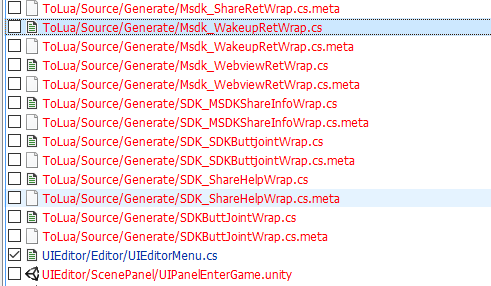 ToLua/Source/Generate/Msdk_ShareRetWrap.cs.meta
ToLua/Source/Generate/Msdk_WakeupRetWrap.cs
ToLua/Source/Generate/Msdk_WakeupRetWrap.cs.meta
ToLua/Source/Generate/Msdk_WebviewRetWrap.cs
ToLua/Source/Generate/Msdk_WebviewRetWrap.cs.meta
ToLua/Source/Generate/SDK_MSDKShareInfoWrap.cs
ToLua/Source/Generate/SDK_MSDKShareInfoWrap.cs.meta
ToLua/Source/Generate/SDK_SDKButtjointWrap.cs
ToLua/Source/Generate/SDK_SDKButtjointWrap.cs.meta
ToLua/Source/Generate/SDK_ShareHelpWrap.cs
ToLua/Source/Generate/SDK_ShareHelpWrap.cs.meta
ToLua/Source/Generate/SDKButtJointWrap.cs
ToLua/Source/Generate/SDKButtJointWrap.cs.meta
UIEditor/Editor/UIEditorMenu.cs
UIEditor/ScenePanel/UIPanelEnterGame.unity